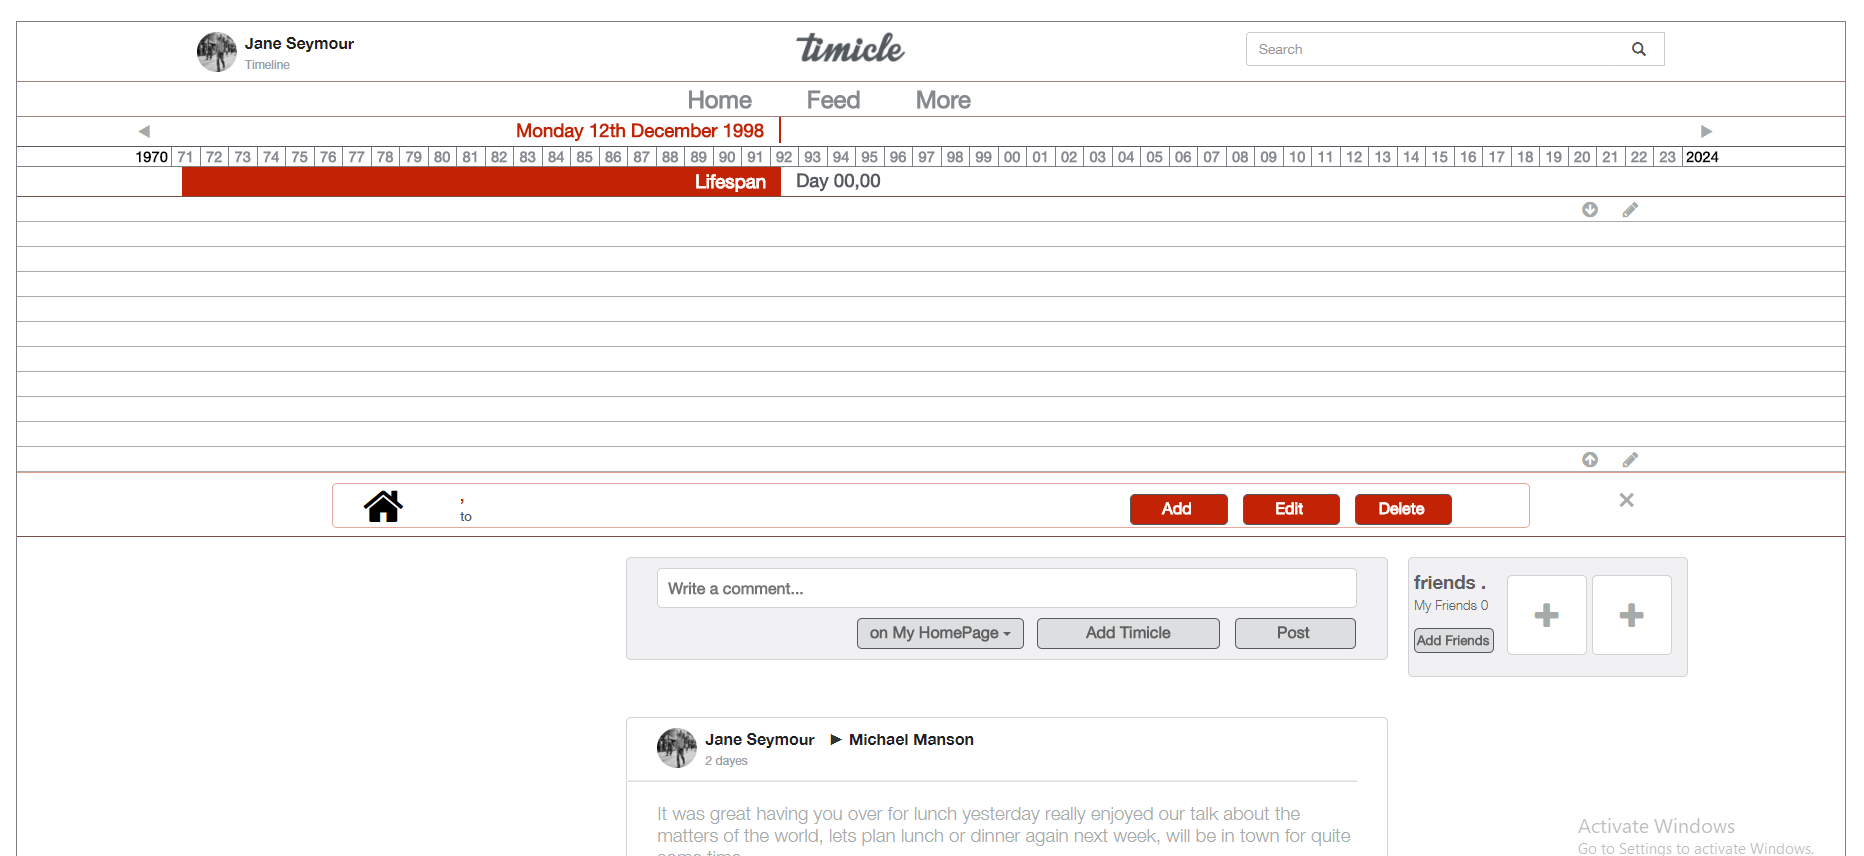 Jane Seymour
Timeline
timicle
Search
Home Feed More
Monday 12th December 1998
1970 71 72 73 74 75 76 77 78 79 80 81 82 83 84 85 86 87 88 89 90 91 92 93 94 95 96 97 98 99 00 01 02 03 04 05 06 07 08 09 10 11 12 13 14 15 16 17 18 19 20 21 22 23 2024
Lifespan Day 00,00
,
to
Add Edit Delete
Write a comment...
on My HomePage Add Timicle Post
friends .
My Friends 0
Add Friends
Jane Seymour ► Michael Manson
2 dayes
It was great having you over for lunch yesterday really enjoyed our talk about the
matters of the world, lets plan lunch or dinner again next week, will be in town for quite
some time
Activate Windows
Go to Settings to activate Windows.